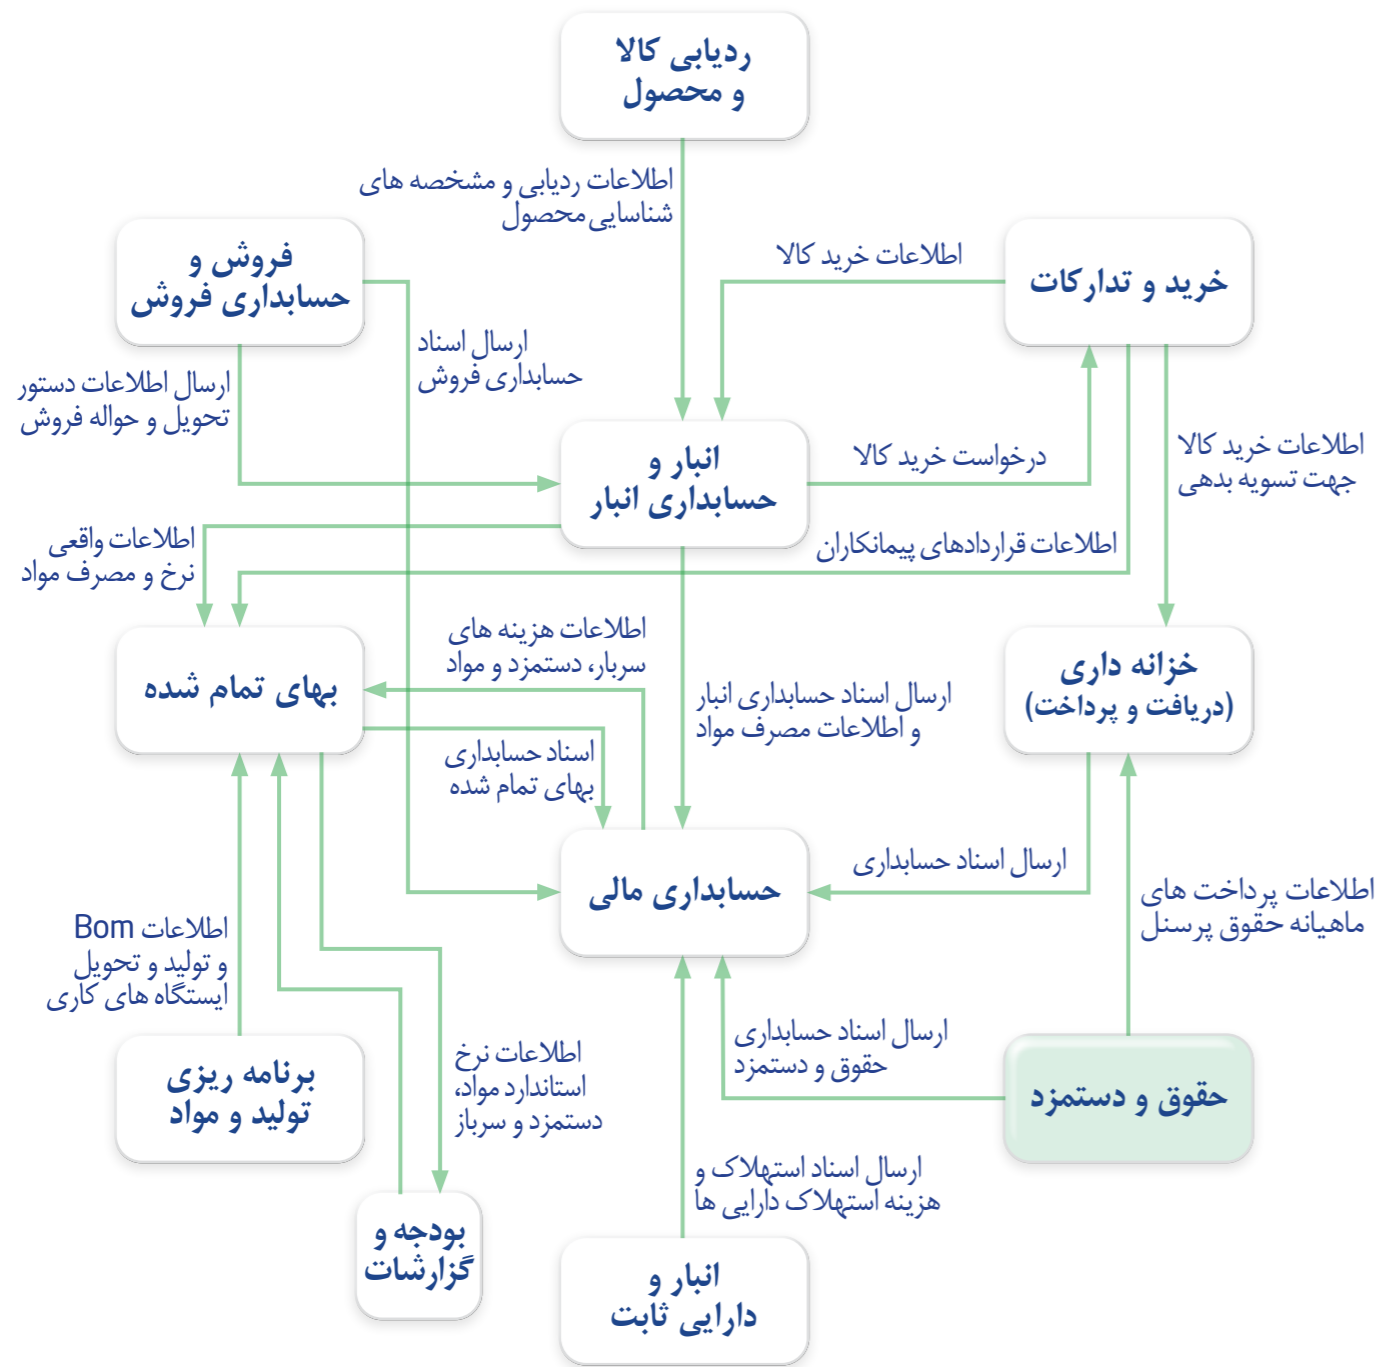 ردیابی کالا
و محصول
اطلاعات ردیابی و مشخصه های
شناسایی محصول
خرید و تدارکات
اطلاعات خرید کالا
فروش و
حسابداری فروش
ارسال اسناد
حسابداری فروش
ارسال اطلاعات دستور
تحویل و حواله فروش
اطلاعات خرید کالا
جهت تسویه بدهی
درخواست خرید کالا
انبار و
حسابداری انبار
اطلاعات قراردادهای پیمانکاران
اطلاعات واقعی
نرخ و مصرف مواد
خزانه داری
(دریافت و پرداخت)
ارسال اسناد حسابداری انبار
و اطلاعات مصرف مواد
اطلاعات هزینه های
سربار، دستمزد و مواد
بهای تمام شده
اسناد حسابداری
بهای تمام شده
ارسال اسناد حسابداری
حسابداری مالی
اطلاعات پرداخت های
ماهیانه حقوق پرسنل
اطلاعات Bom
و تولید و تحویل
ایستگاه های کاری
حقوق و دستمزد
ارسال اسناد حسابداری
حقوق و دستمزد
اطلاعات نرخ
استاندارد مواد،
دستمزد و سرباز
برنامه ریزی
تولید و مواد
ارسال اسناد استهلاک و
هزینه استهلاک دارایی ها
بودجه و
گزارشات
انبار و
دارایی ثابت